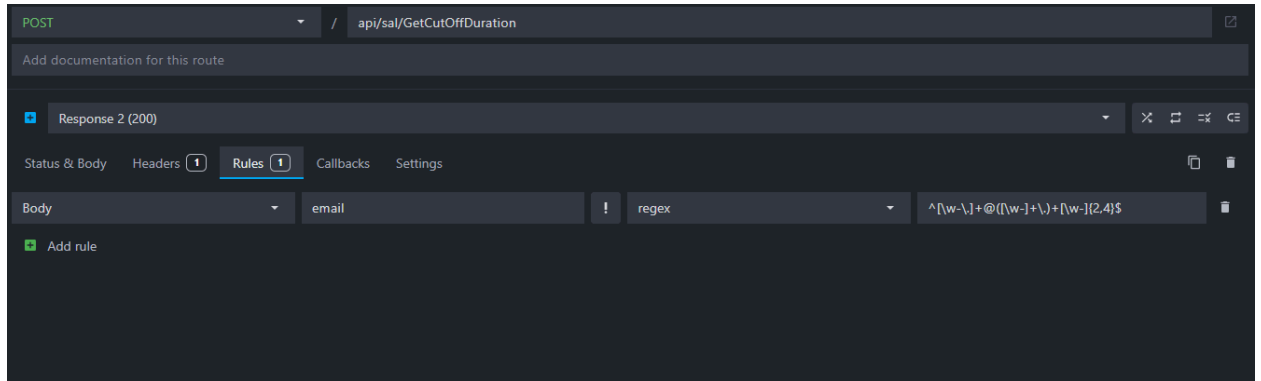 POST / api/sal/GetCutOffDuration
Add documentation for this route
Response 2 (200)
Status & Body Headers 1 Rules 1 Callbacks Settings
Body email ! regex ^[\w-\.]+@([\w-]+\.)+[\w-]{2,4}$
Add rule